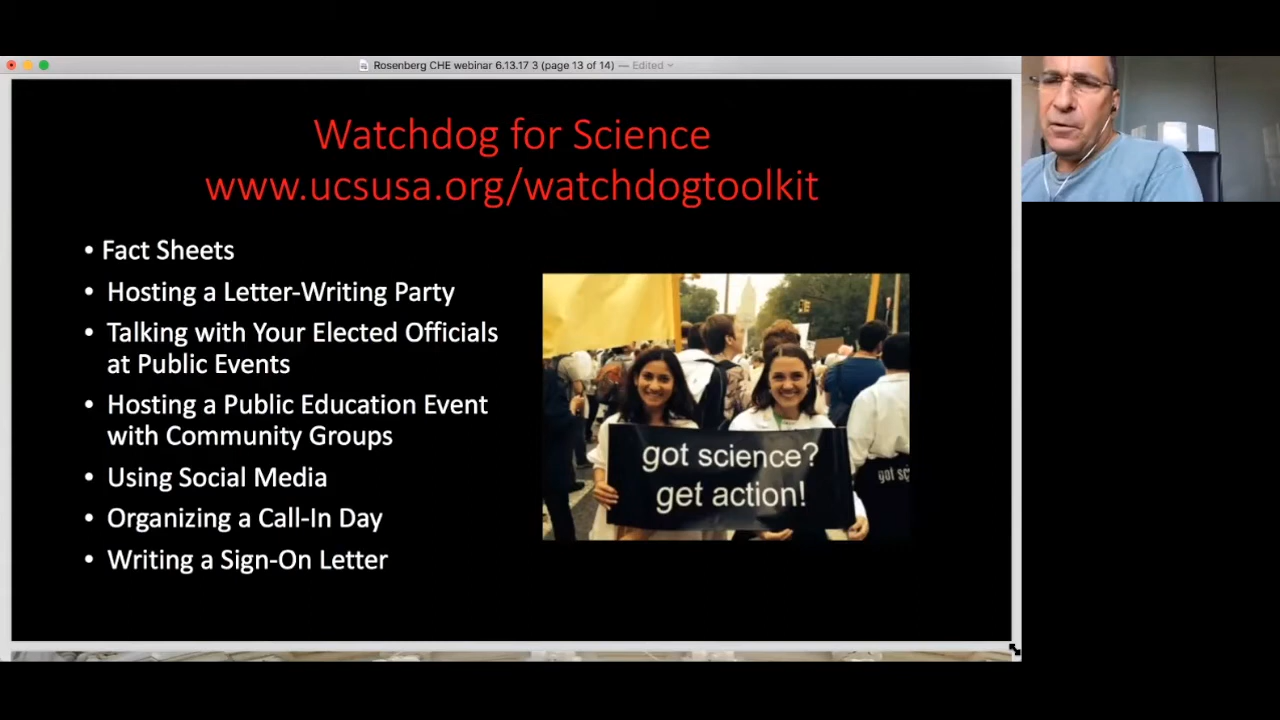 Rosenberg CHE webinar 6.13.17 3 (page 13 of 14) — Edited
Watchdog for Science
www.ucsusa.org/watchdogtoolkit
• Fact Sheets
• Hosting a Letter-Writing Party
• Talking with Your Elected Officials
at Public Events
• Hosting a Public Education Event
with Community Groups
• Using Social Media
• Organizing a Call-In Day
• Writing a Sign-On Letter
got science?
get action!
got sc